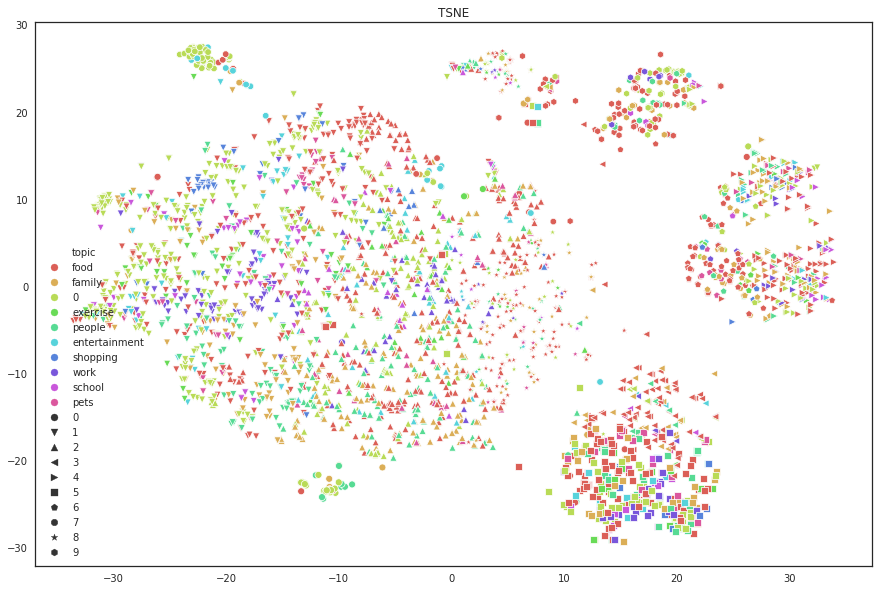 TSNE
30
20
10
0
−10
−20
−30
−30
−20
−10
0
10
20
30
topic
food
family
0
exercise
people
entertainment
shopping
work
school
pets
0
1
2
3
4
5
6
7
8
9